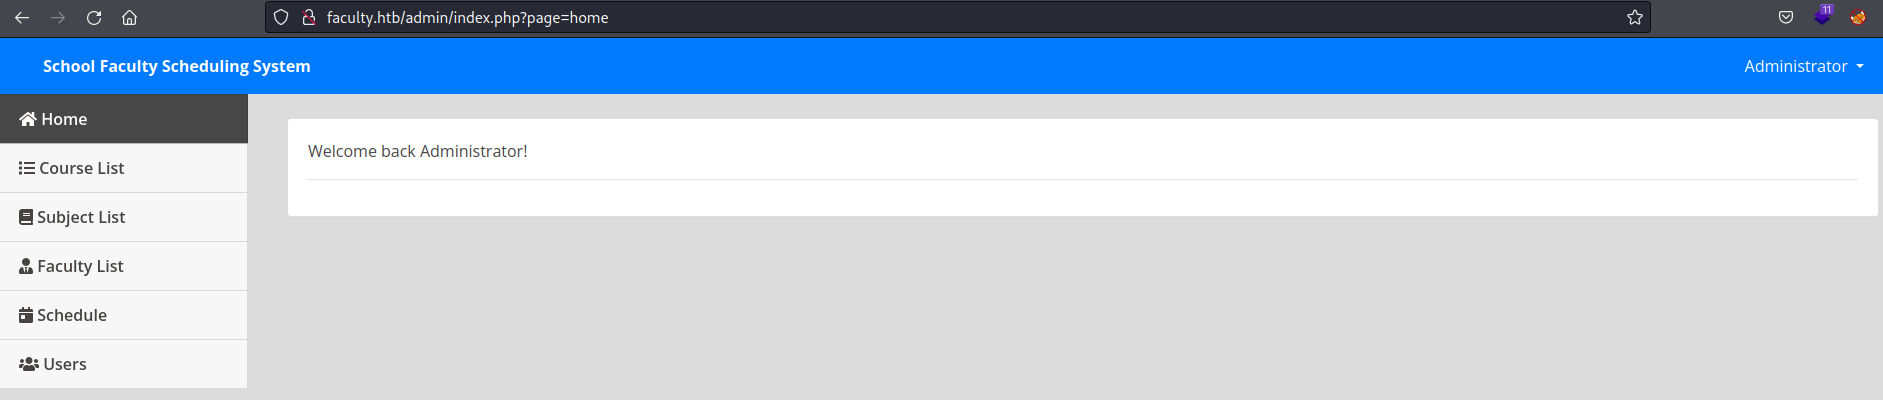 faculty.htb/admin/index.php?page=home
11
School Faculty Scheduling System
Administrator
Home
Welcome back Administrator!
Course List
Subject List
Faculty List
Schedule
Users